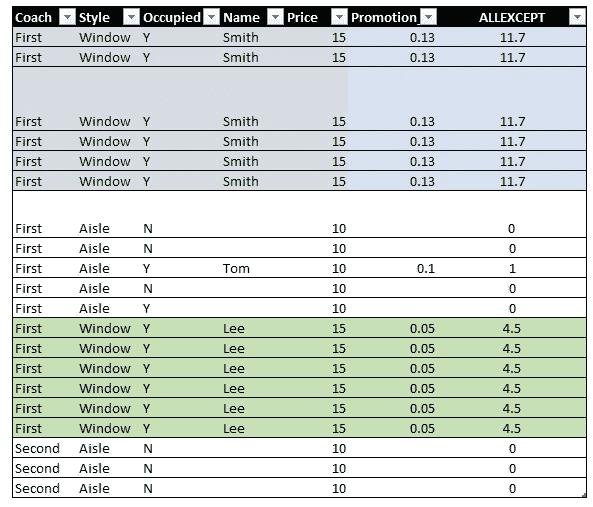 Coach Style Occupied Name Price Promotion_ ALLEXCEPT
First Window Y Smith 15 0.13 11.7
First Window Y Smith 15 0.13 11.7
First Window Y Smith 15 0.13 11.7
First Window Y Smith 15 0.13 11.7
First Window Y Smith 15 0.13 11.7
First Window Y Smith 15 0.13 11.7
First Aisle N 10 0
First Aisle N 10 0
First Aisle Y Tom 10 0.1 1
First Aisle N 10 0
First Aisle Y 10 0
First Window Y Lee 15 0.05 4.5
First Window Y Lee 15 0.05 4.5
First Window Y Lee 15 0.05 4.5
First Window Y Lee 15 0.05 4.5
First Window Y Lee 15 0.05 4.5
First Window Y Lee 15 0.05 4.5
Second Aisle N 10 0
Second Aisle N 10 0
Second Aisle N 10 0